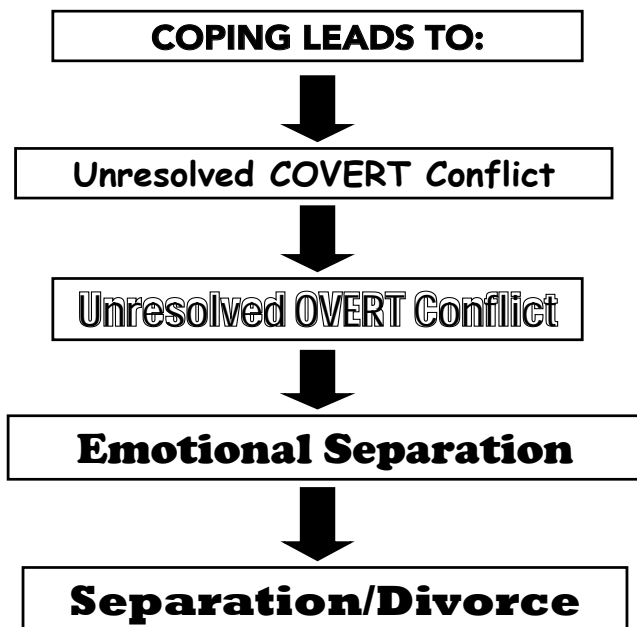 COPING LEADS TO:
Unresolved COVERT Conflict
Unresolved OVERT Conflict
Emotional Separation
Separation/Divorce